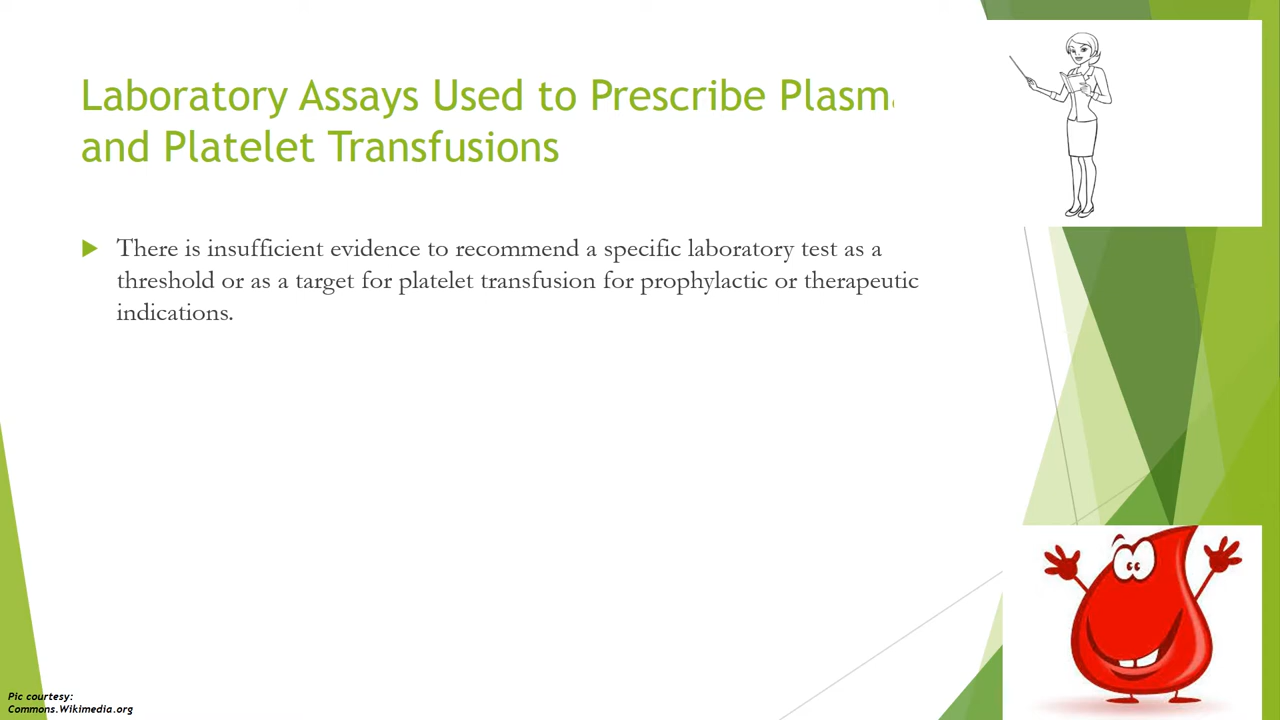 Laboratory Assays Used to Prescribe Plasma
and Platelet Transfusions
There is insufficient evidence to recommend a specific laboratory test as a
threshold or as a target for platelet transfusion for prophylactic or therapeutic
indications.
Pic courtesy:
Commons.Wikimedia.org